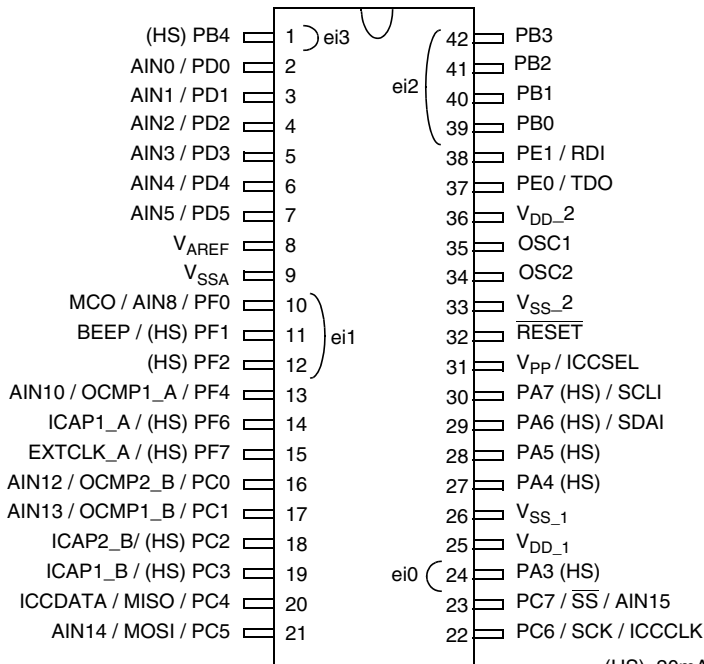 (HS) PB4 1 ei3 42 PB3
AIN0 / PD0 2 41 PB2
AIN1 / PD1 3 ei2 40 PB1
AIN2 / PD2 4 39 PB0
AIN3 / PD3 5 38 PE1 / RDI
AIN4 / PD4 6 37 PE0 / TDO
AIN5 / PD5 7 36 VDD_2
VAREF 8 35 OSC1
VSSA 9 34 OSC2
MCO / AIN8 / PF0 10 33 VSS_2
BEEP / (HS) PF1 11 ei1 32 RESET
(HS) PF2 12 31 VPP / ICCSEL
AIN10 / OCMP1_A / PF4 13 30 PA7 (HS) / SCLI
ICAP1_A / (HS) PF6 14 29 PA6 (HS) / SDAI
EXTCLK_A / (HS) PF7 15 28 PA5 (HS)
AIN12 / OCMP2_B / PC0 16 27 PA4 (HS)
AIN13 / OCMP1_B / PC1 17 26 VSS_1
ICAP2_B/ (HS) PC2 18 25 VDD_1
ICAP1_B / (HS) PC3 19 ei0 24 PA3 (HS)
ICCDATA / MISO / PC4 20 23 PC7 / SS / AIN15
AIN14 / MOSI / PC5 21 22 PC6 / SCK / ICCCLK